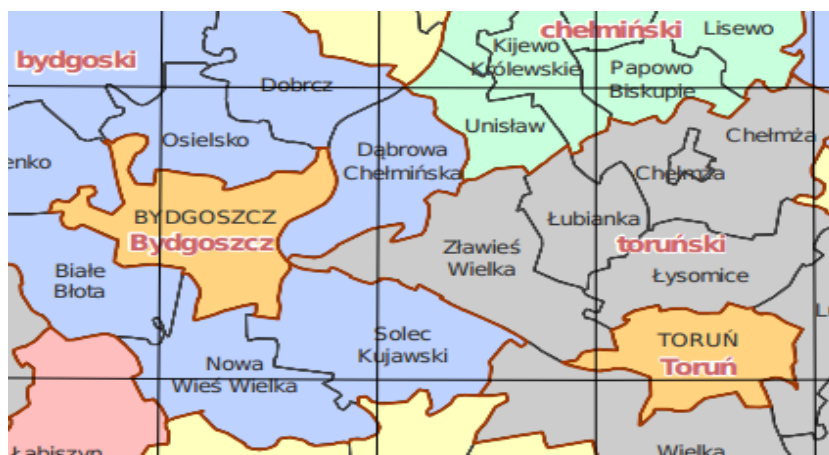 chełmiński
Lisewo
bydgoski
Kijewo
Królewskie
Papowo
Biskupie
Dobrcz
Unisław
Chełmża
Osielsko
Dąbrowa
Chełmińska
enko
Chełmża
BYDGOSZCZ
Bydgoszcz
Łubianka
toruński
Zławieś
Wielka
Łysomice
Białe
Błota
Solec
Kujawski
TORUŃ
Toruń
Nowa
Wieś Wielka
Łabiszyn
Wielka